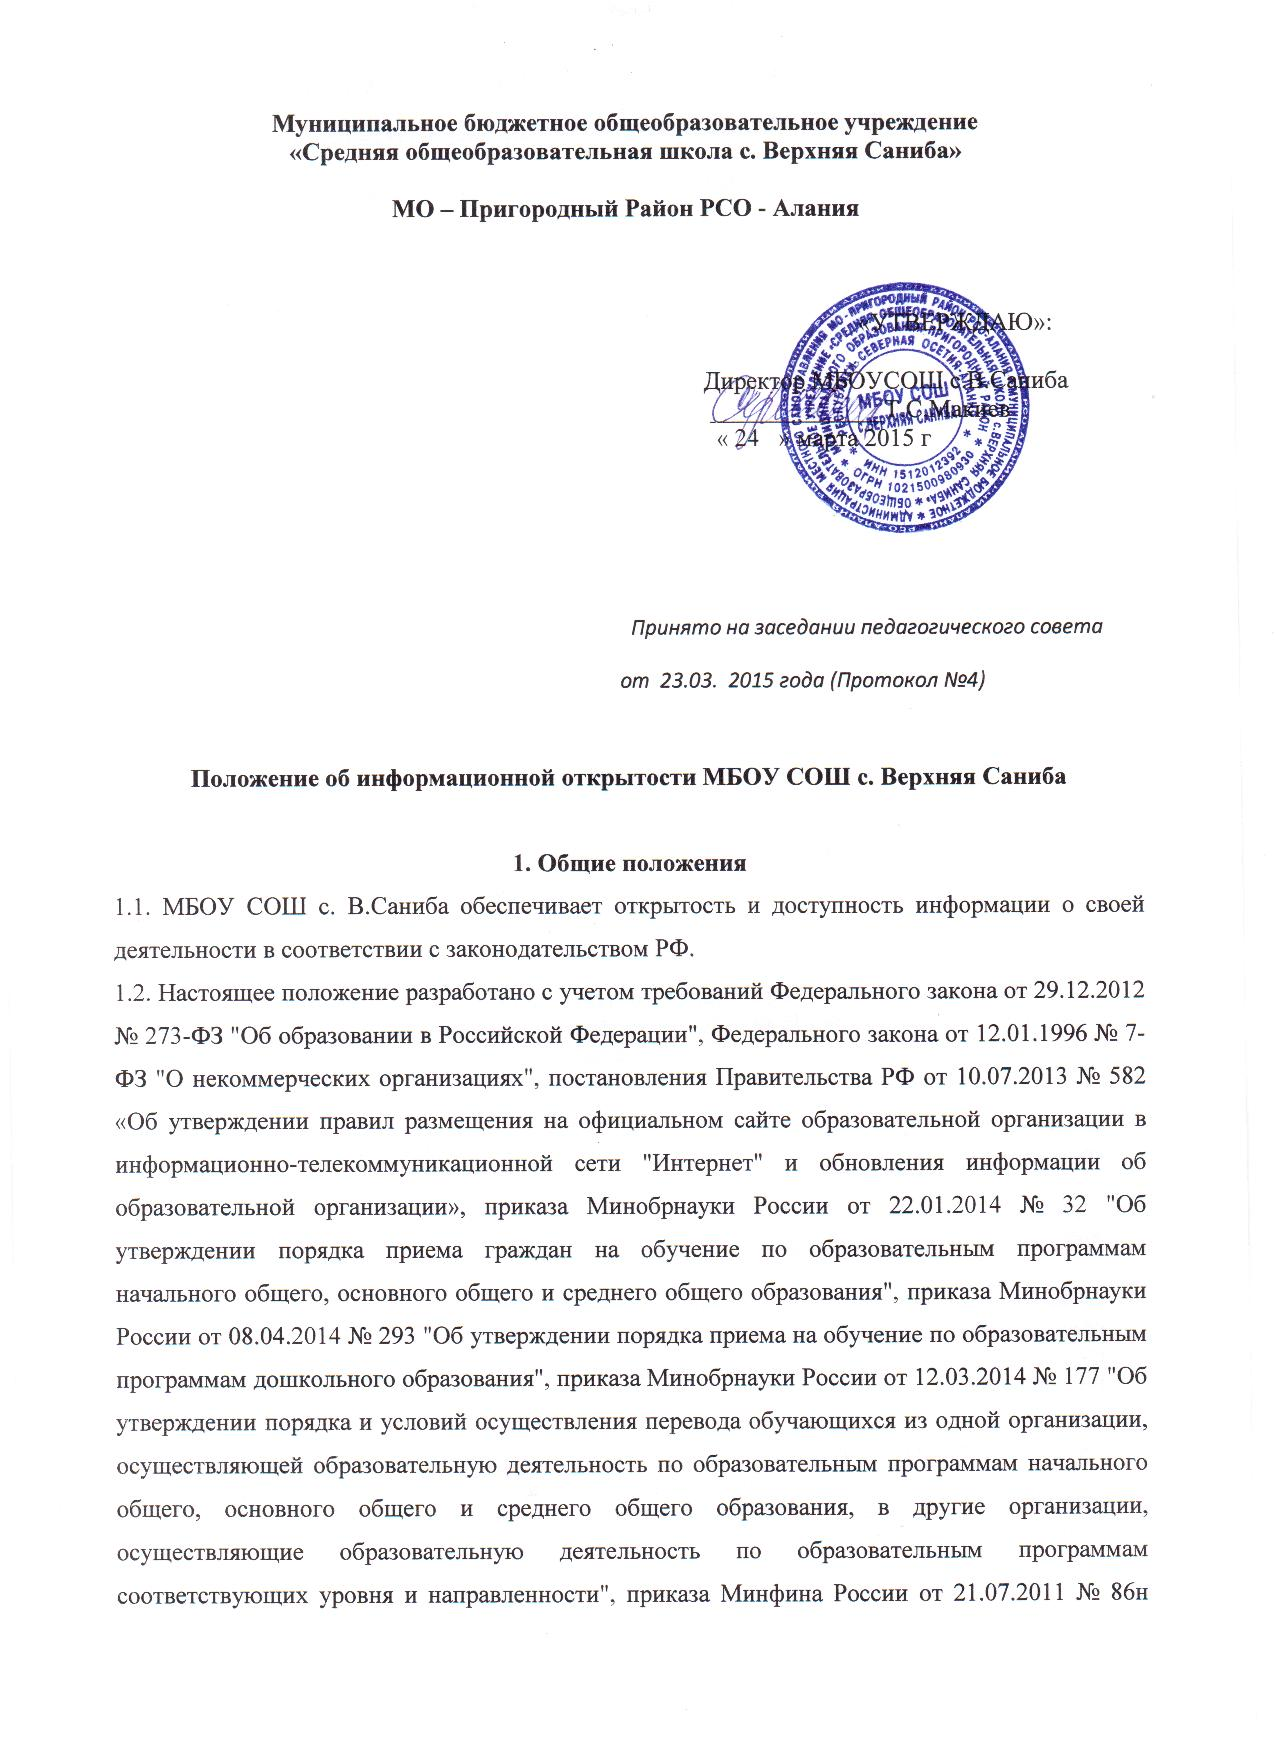 Муниципальное бюджетное общеобразовательное учреждение
«Средняя общеобразовательная школа с. Верхняя Саниба»
МО – Пригородный Район РСО - Алания
«УТВЕРЖДАЮ»:
Директор МБОУСОШ с.В.Саниба
Т.С.Макиев
« 24 » марта 2015 г
МБОУ СОШ
с.ВЕРХНЯЯ САНИБА
ИНН 1512012392
ОГРН 1021500980930
Принято на заседании педагогического совета
от 23.03. 2015 года (Протокол №4)
Положение об информационной открытости МБОУ СОШ с. Верхняя Саниба
1. Общие положения
1.1. МБОУ СОШ с. В.Саниба обеспечивает открытость и доступность информации о своей
деятельности в соответствии с законодательством РФ.
1.2. Настоящее положение разработано с учетом требований Федерального закона от 29.12.2012
№ 273-ФЗ "Об образовании в Российской Федерации", Федерального закона от 12.01.1996 № 7-
ФЗ "О некоммерческих организациях", постановления Правительства РФ от 10.07.2013 № 582
«Об утверждении правил размещения на официальном сайте образовательной организации в
информационно-телекоммуникационной сети "Интернет" и обновления информации об
образовательной организации», приказа Минобрнауки России от 22.01.2014 № 32 "Об
утверждении порядка приема граждан на обучение по образовательным программам
начального общего, основного общего и среднего общего образования", приказа Минобрнауки
России от 08.04.2014 № 293 "Об утверждении порядка приема на обучение по образовательным
программам дошкольного образования", приказа Минобрнауки России от 12.03.2014 № 177 "Об
утверждении порядка и условий осуществления перевода обучающихся из одной организации,
осуществляющей образовательную деятельность по образовательным программам начального
общего, основного общего и среднего общего образования, в другие организации,
осуществляющие образовательную деятельность по образовательным программам
соответствующих уровня и направленности", приказа Минфина России от 21.07.2011 № 86н